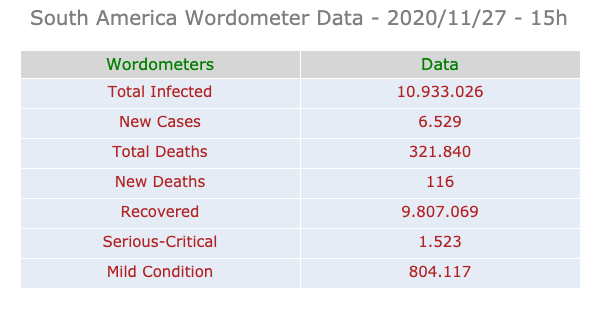 South America Wordometer Data - 2020/11/27 - 15h
Wordometers Data
Total Infected 10.933.026
New Cases 6.529
Total Deaths 321.840
New Deaths 116
Recovered 9.807.069
Serious-Critical 1.523
Mild Condition 804.117